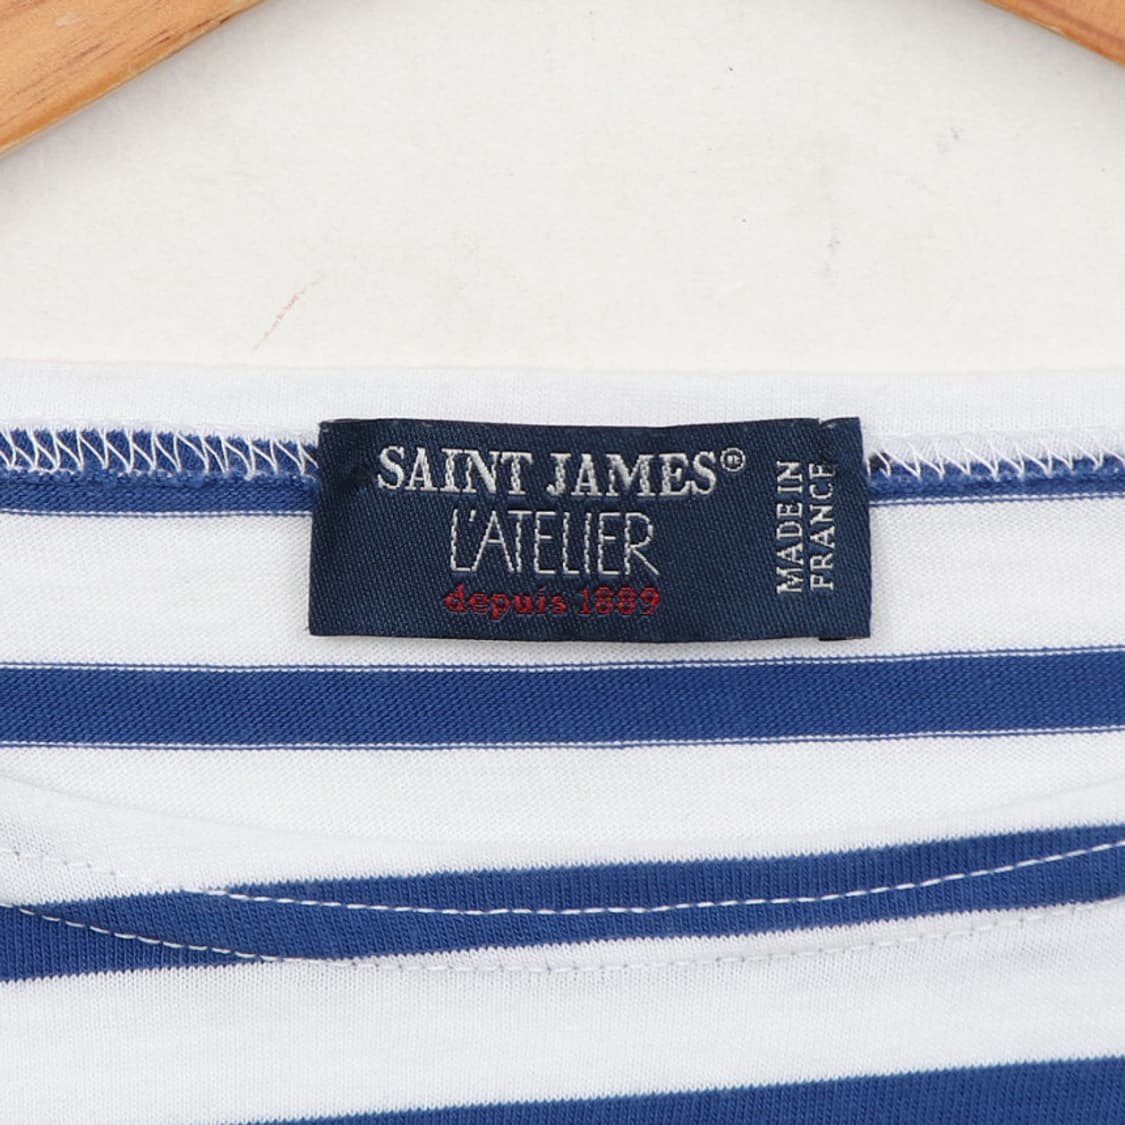 SAINT JAMES®
L'ATELIER
depuis 1889
MADE IN
FRANCE